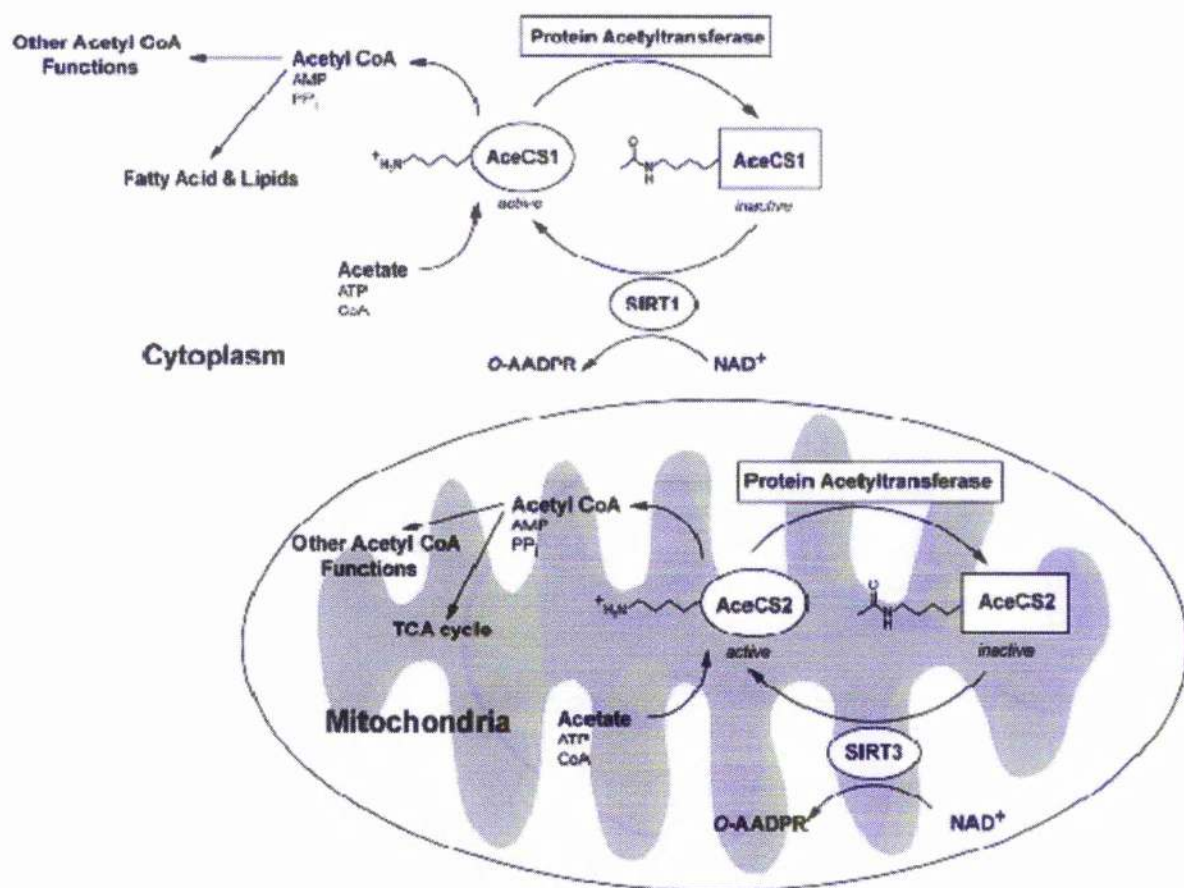 Protein Acetyltransferase
Other Acetyl CoA
Functions
Acetyl CoA
AMP
PPi
O
+H3N
AceCS1
N
H
AceCS1
Fatty Acid & Lipids
active
inactive
Acetate
ATP
CoA
SIRT1
Cytoplasm
O-AADPR
NAD+
Protein Acetyltransferase
Acetyl CoA
AMP
PPi
Other Acetyl CoA
Functions
O
+H3N
AceCS2
N
H
AceCS2
TCA cycle
active
inactive
Mitochondria
Acetate
ATP
CoA
SIRT3
O-AADPR
NAD+